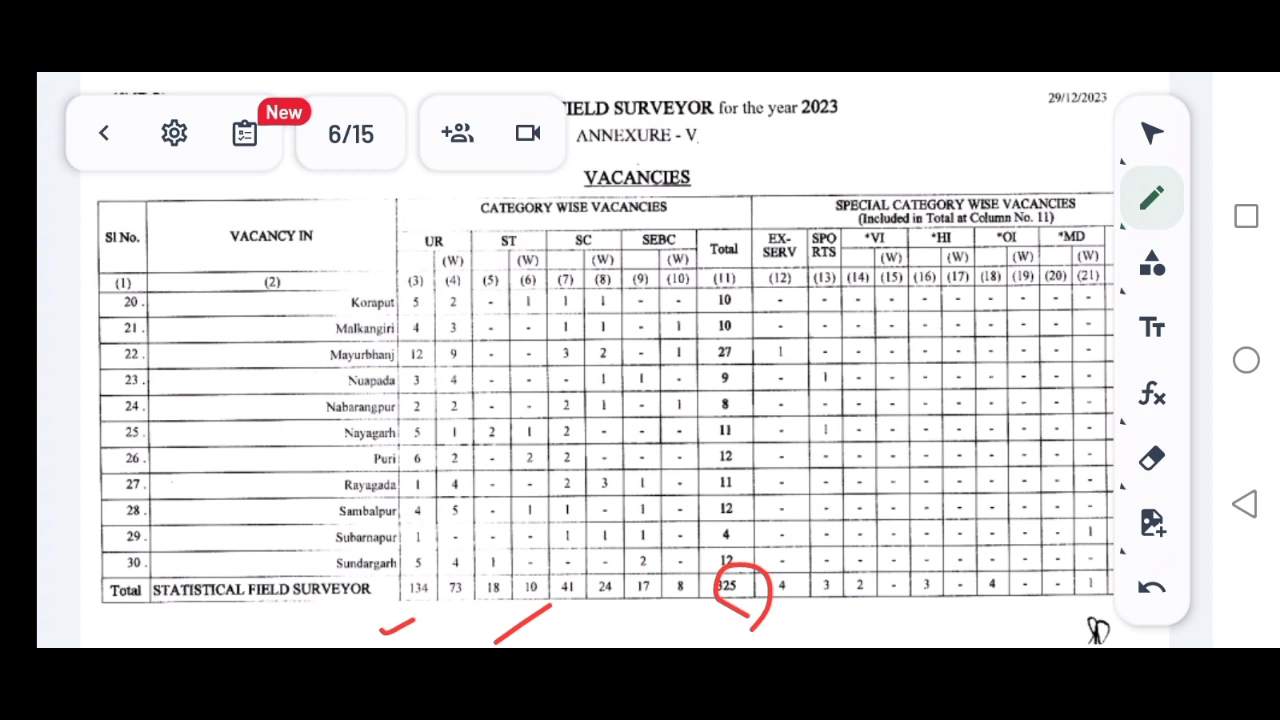 29/12/2023
New
6/15
FIELD SURVEYOR for the year 2023
ANNEXURE - V
VACANCIES
Sl No. VACANCY IN CATEGORY WISE VACANCIES SPECIAL CATEGORY WISE VACANCIES
(Included in Total at Column No. 11)
UR ST SC SEBC Total EX-SERV SPORTS *VI *HI *OI *MD
(W) (W) (W) (W) (W) (W) (W) (W)
(1) (2) (3) (4) (5) (6) (7) (8) (9) (10) (11) (12) (13) (14) (15) (16) (17) (18) (19) (20) (21)
20. Koraput 5 2 - 1 1 1 - - 10 - - - - - - - - - -
21. Malkangiri 4 3 - - 1 1 - 1 10 - - - - - - - - - -
22. Mayurbhanj 12 9 - - 3 2 - 1 27 1 - - - - - - - - -
23. Nuapada 3 4 - - - 1 1 - 9 - 1 - - - - - - - -
24. Nabarangpur 2 2 - - 2 1 - 1 8 - - - - - - - - - -
25. Nayagarh 5 1 2 1 2 - - - 11 - 1 - - - - - - - -
26. Puri 6 2 - 2 2 - - - 12 - - - - - - - - - -
27. Rayagada 1 4 - - 2 3 1 - 11 - - - - - - - - - -
28. Sambalpur 4 5 - 1 1 - 1 - 12 - - - - - - - - - -
29. Subarnapur 1 - - - 1 1 1 - 4 - - - - - - - - - 1
30. Sundargarh 5 4 1 - - - 2 - 12 - - - - - - - - - -
Total STATISTICAL FIELD SURVEYOR 134 73 18 10 41 24 17 8 325 4 3 2 - 3 - 4 - - 1
Tт
fx